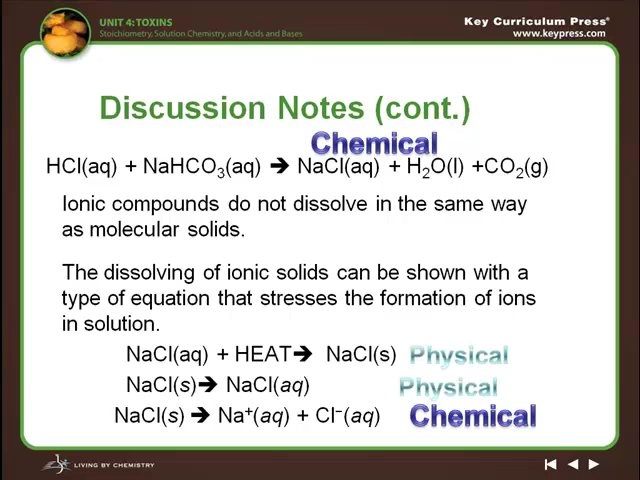 UNIT 4: TOXINS
Stoichiometry, Solution Chemistry, and Acids and Bases
Key Curriculum Press®
www.keypress.com
Discussion Notes (cont.)
Chemical
HCl(aq) + NaHCO₃(aq) ➔ NaCl(aq) + H₂O(l) +CO₂(g)
Ionic compounds do not dissolve in the same way
as molecular solids.
The dissolving of ionic solids can be shown with a
type of equation that stresses the formation of ions
in solution.
NaCl(aq) + HEAT➔ NaCl(s) Physical
NaCl(s)➔ NaCl(aq) Physical
NaCl(s) ➔ Na⁺(aq) + Cl⁻(aq) Chemical
LIVING BY CHEMISTRY